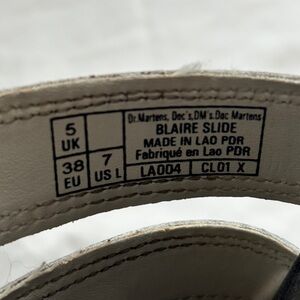 5
UK
38
EU
7
US L
Dr.Martens, Doc's,DM's.Doc Martens
BLAIRE SLIDE
MADE IN LAO PDR
Fabriqué en Lao PDR
LA004
CL01 X